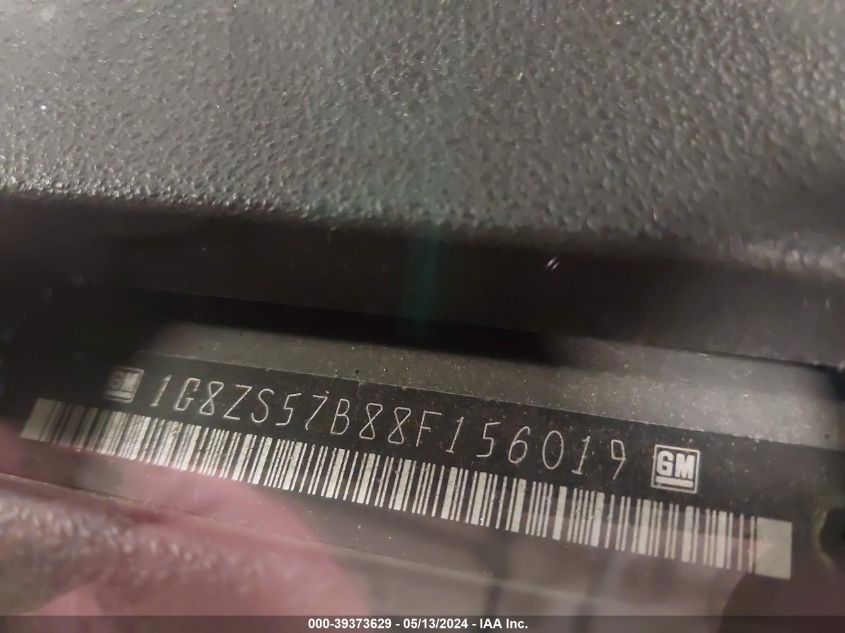 GM 1G8ZS57B88F156019 GM
000-39373629 - 05/13/2024 - IAA Inc.